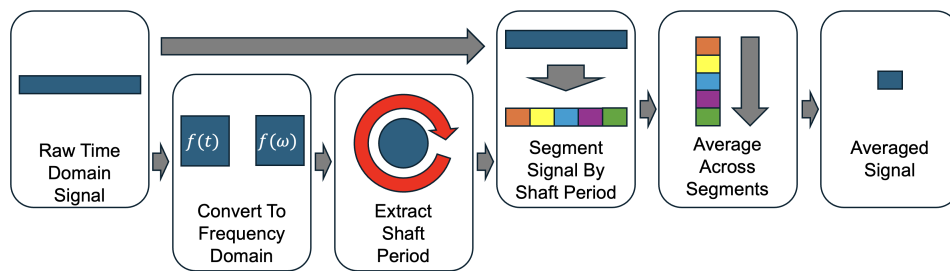 Raw Time
Domain
Signal
f(t)
f(ω)
Convert To
Frequency
Domain
Extract
Shaft
Period
Segment
Signal By
Shaft Period
Average
Across
Segments
Averaged
Signal